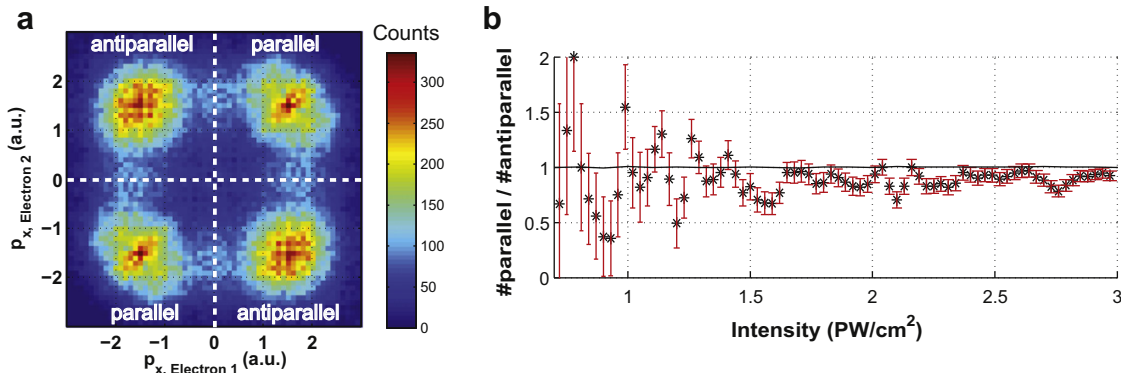 a
Counts
antiparallel parallel
parallel antiparallel
p x, Electron 2 (a.u.)
2
1
0
−1
−2
−2 −1 0 1 2
p x, Electron 1 (a.u.)
300
250
200
150
100
50
0
b
#parallel / #antiparallel
2
1.5
1
0.5
0
1 1.5 2 2.5 3
Intensity (PW/cm²)